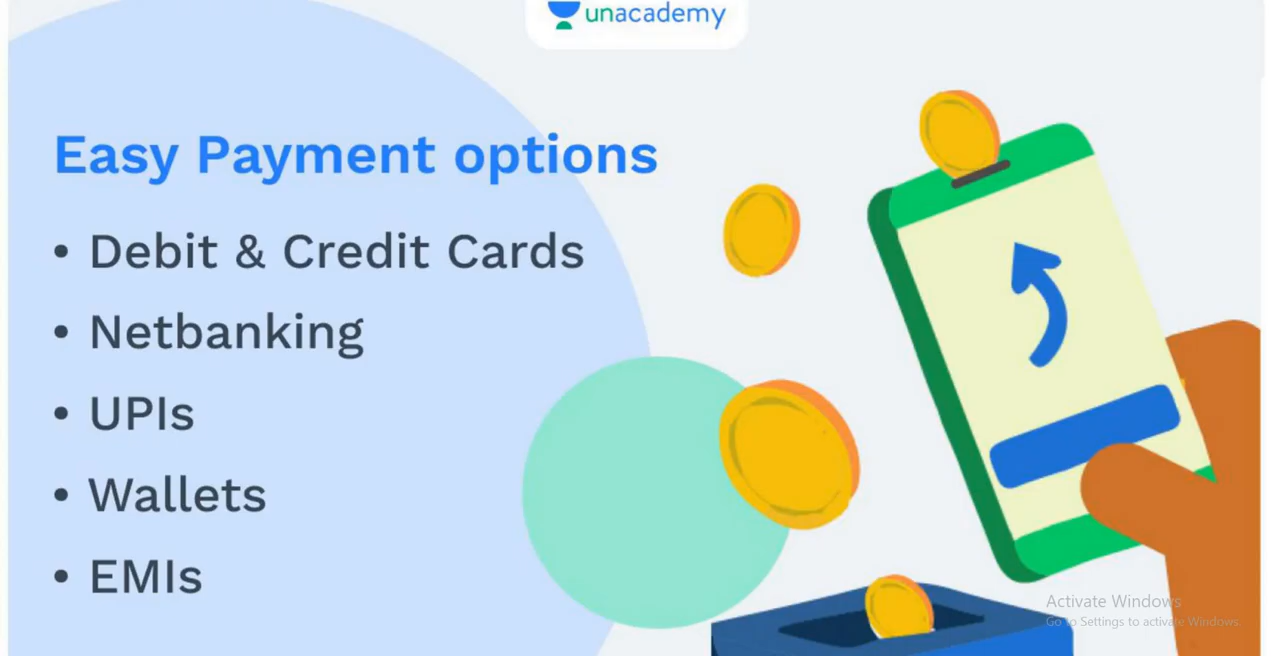 unacademy
Easy Payment options
• Debit & Credit Cards
• Netbanking
• UPIs
• Wallets
• EMIs
Activate Windows
Go to Settings to activate Windows.